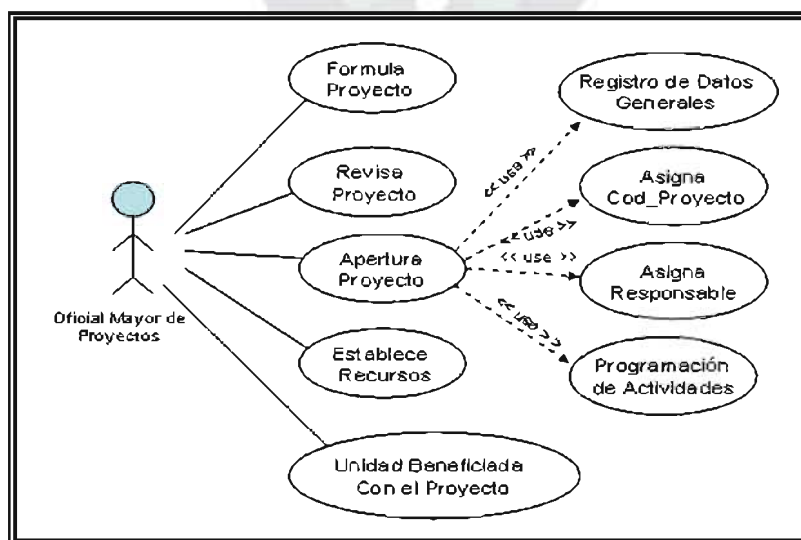 Formula
Proyecto
Revisa
Proyecto
Apertura
Proyecto
Establece
Recursos
Unidad Beneficiada
Con el Proyecto
Oficial Mayor de
Proyectos
<< use >>
<< use >>
<< use >>
<< use >>
Registro de Datos
Generales
Asigna
Cod_Proyecto
Asigna
Responsable
Programación
de Actividades